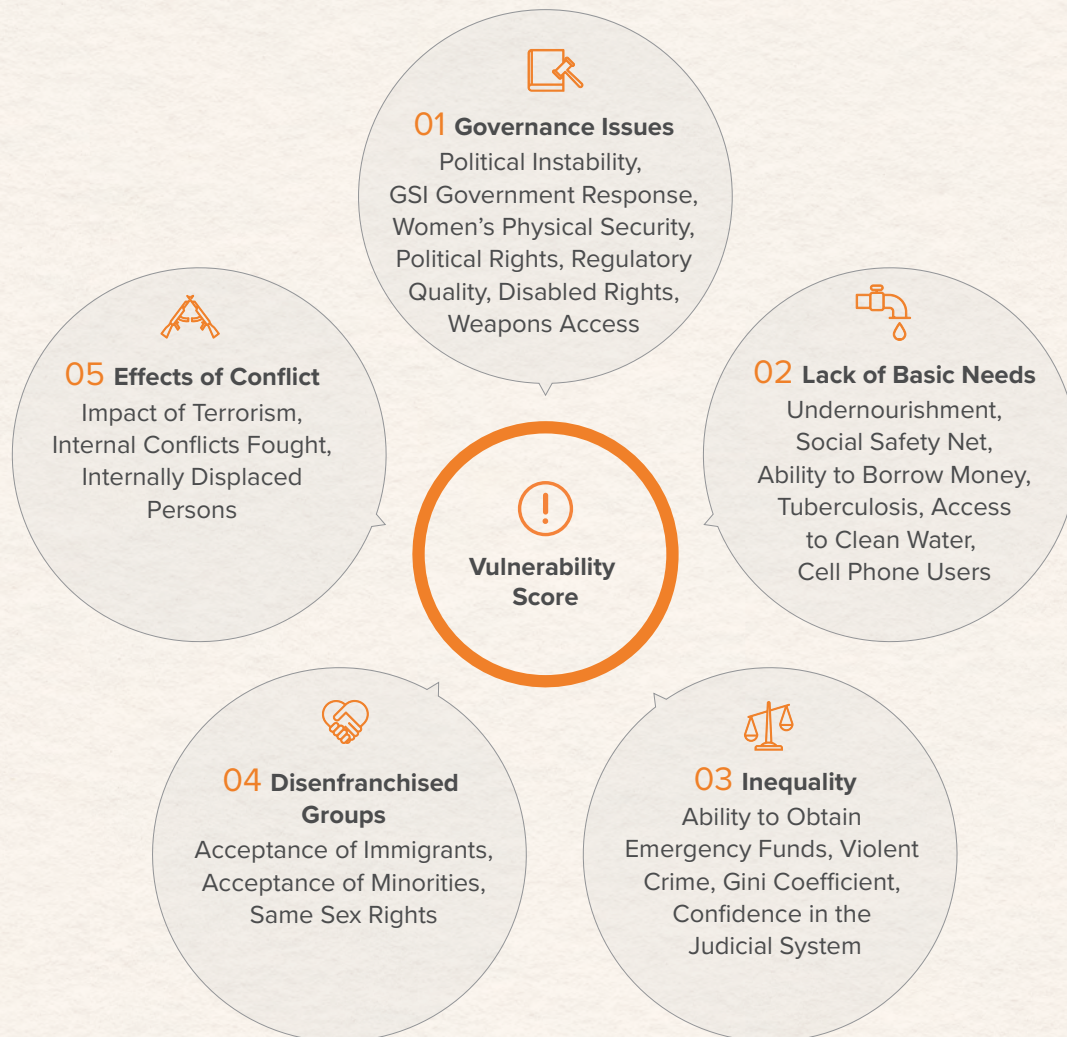 01 Governance Issues
Political Instability,
GSI Government Response,
Women’s Physical Security,
Political Rights, Regulatory
Quality, Disabled Rights,
Weapons Access
02 Lack of Basic Needs
Undernourishment,
Social Safety Net,
Ability to Borrow Money,
Tuberculosis, Access
to Clean Water,
Cell Phone Users
03 Inequality
Ability to Obtain
Emergency Funds, Violent
Crime, Gini Coefficient,
Confidence in the
Judicial System
04 Disenfranchised
Groups
Acceptance of Immigrants,
Acceptance of Minorities,
Same Sex Rights
05 Effects of Conflict
Impact of Terrorism,
Internal Conflicts Fought,
Internally Displaced
Persons
Vulnerability
Score